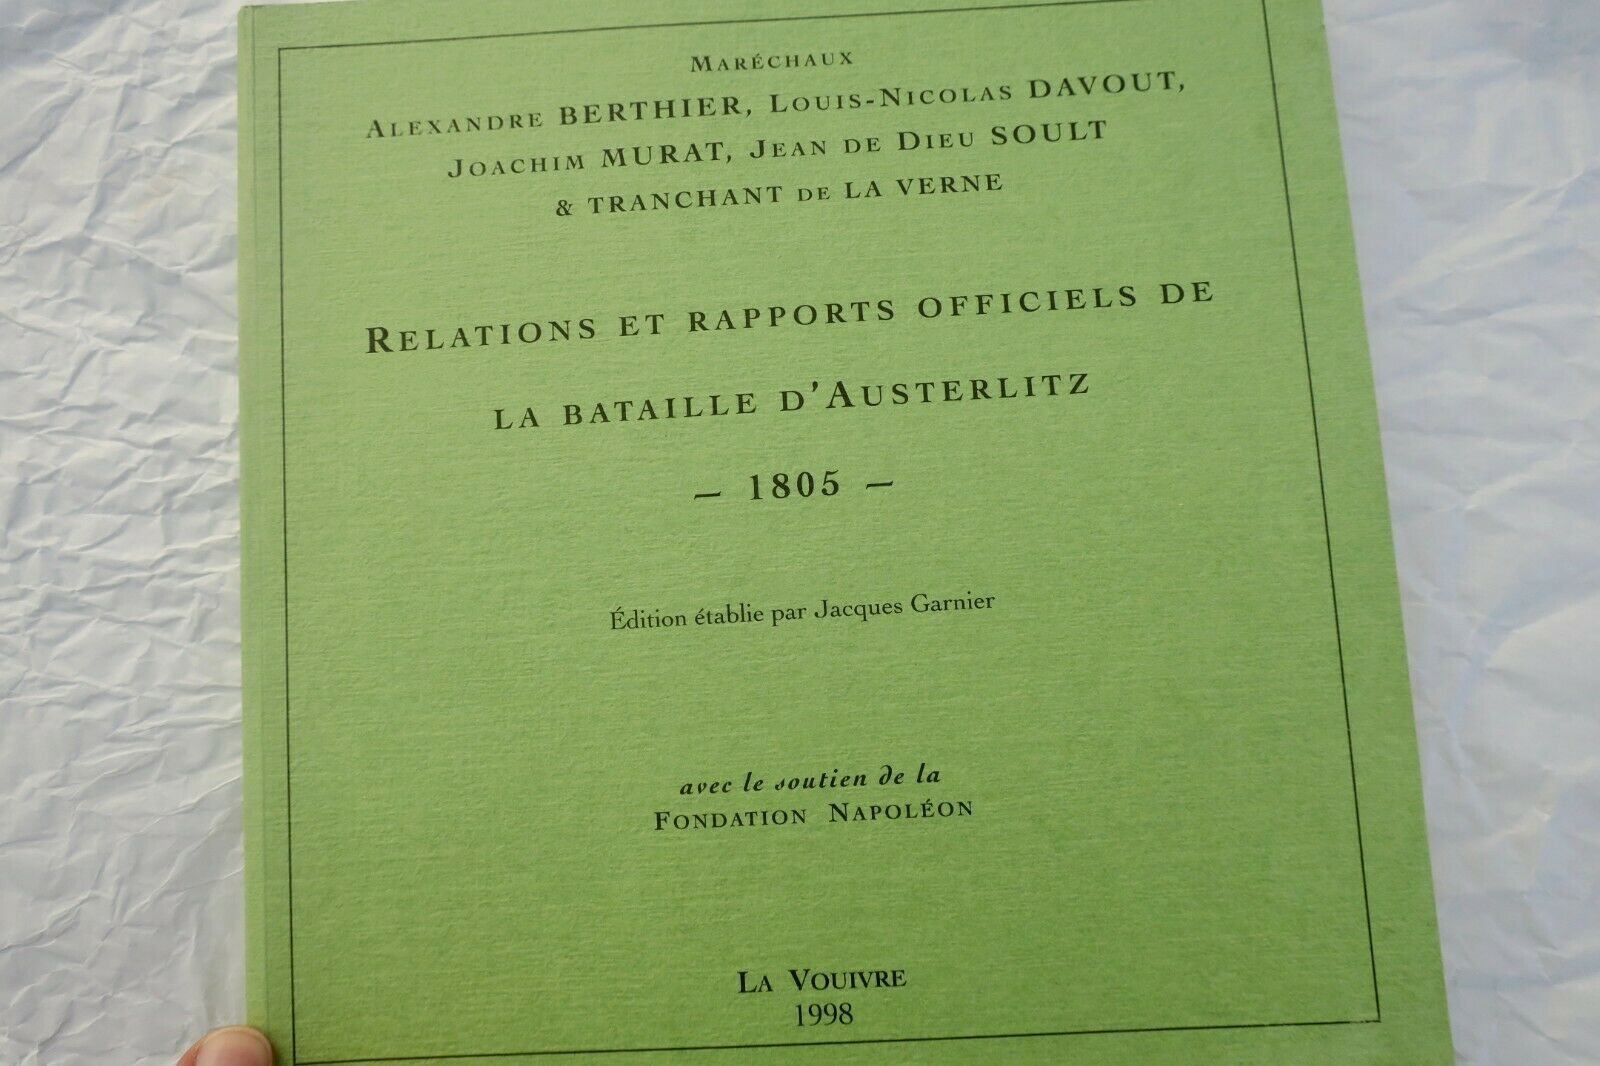 Maréchaux
Alexandre BERTHIER, Louis-Nicolas DAVOUT,
Joachim MURAT, Jean de Dieu SOULT
& TRANCHANT de LA VERNE
Relations et rapports officiels de
la bataille d'Austerlitz
– 1805 –
Édition établie par Jacques Garnier
avec le soutien de la
Fondation Napoléon
La Vouivre
1998